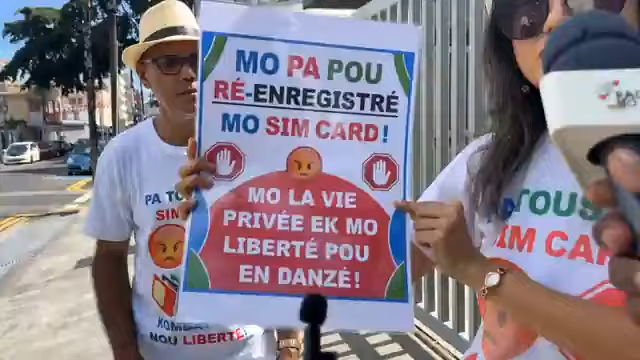 MO PA POU
RÉ-ENREGISTRÉ
MO SIM CARD!
MO LA VIE
PRIVÉE EK MO
LIBERTÉ POU
EN DANZÉ!
PA
SIM
NOU LIBERTÉ
TOUS
SIM CAR